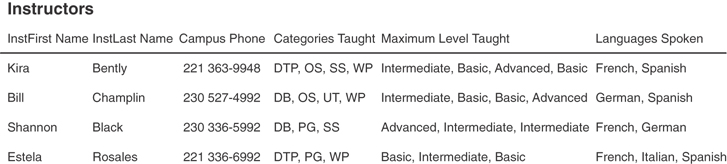 Instructors
InstFirst Name InstLast Name Campus Phone Categories Taught Maximum Level Taught Languages Spoken
Kira Bently 221 363-9948 DTP, OS, SS, WP Intermediate, Basic, Advanced, Basic French, Spanish
Bill Champlin 230 527-4992 DB, OS, UT, WP Intermediate, Basic, Basic, Advanced German, Spanish
Shannon Black 230 336-5992 DB, PG, SS Advanced, Intermediate, Intermediate French, German
Estela Rosales 221 336-6992 DTP, PG, WP Basic, Intermediate, Basic French, Italian, Spanish